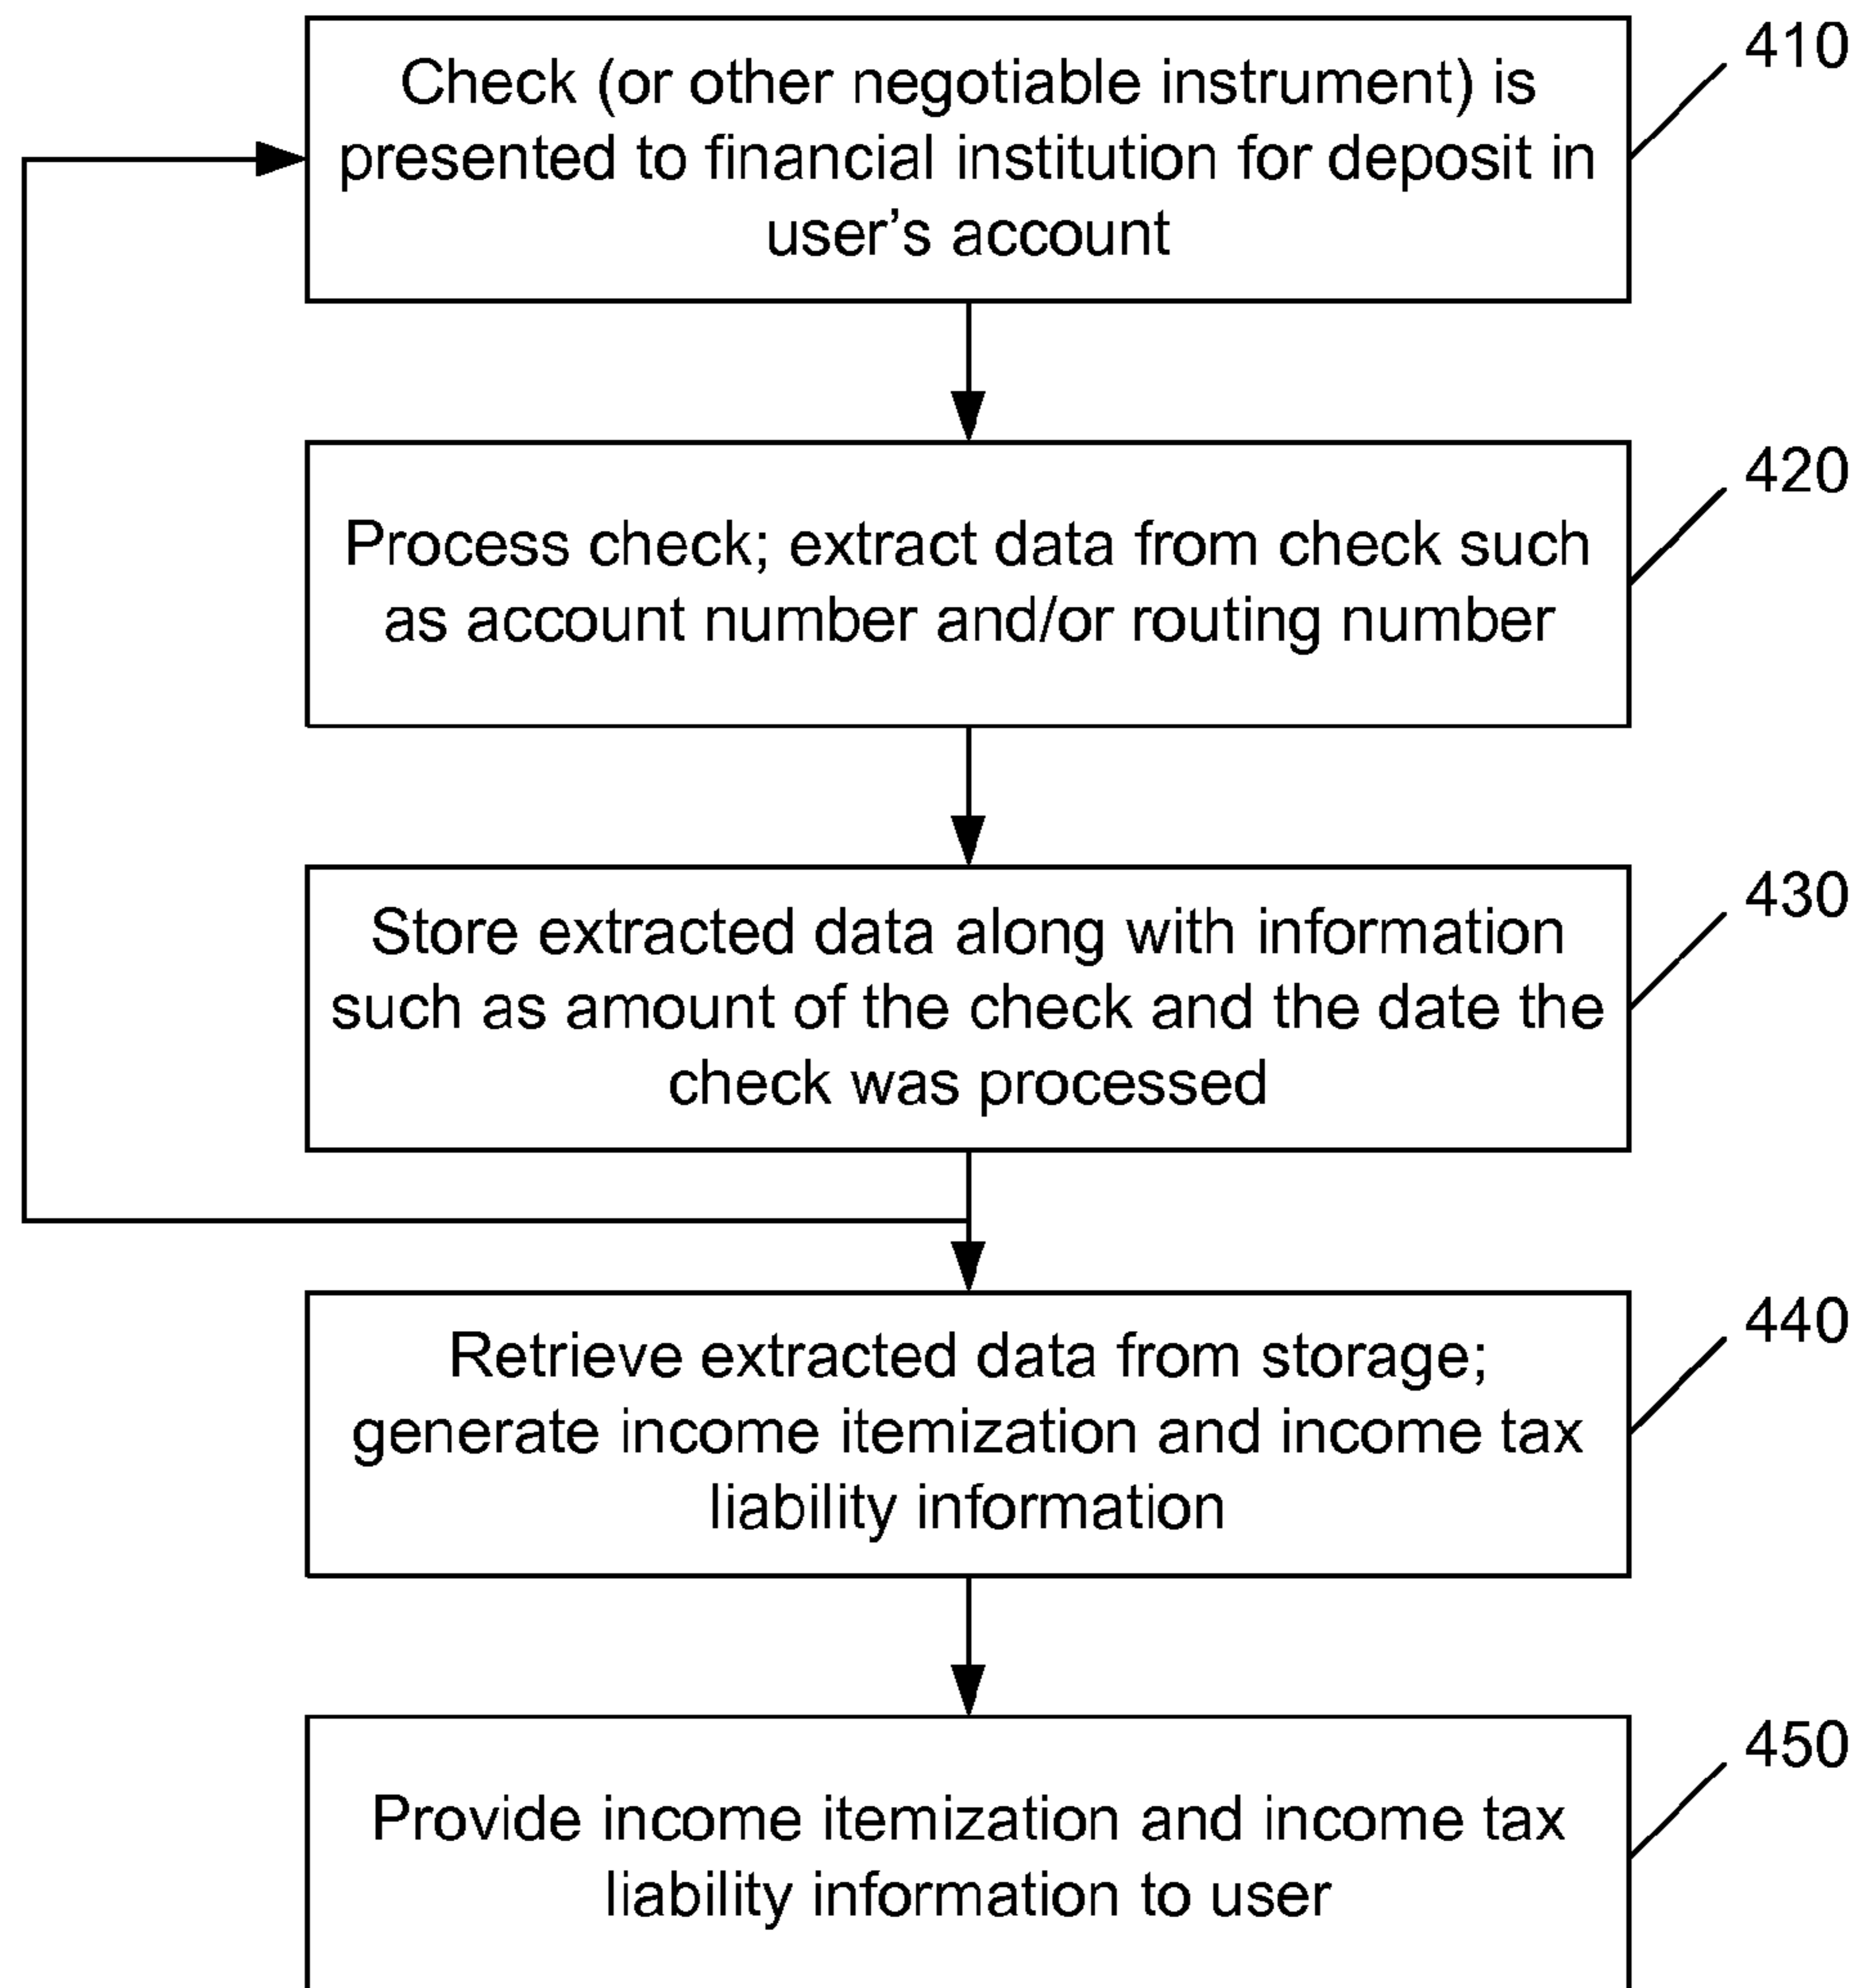 410
Check (or other negotiable instrument) is
presented to financial institution for deposit in
user's account
420
Process check; extract data from check such
as account number and/or routing number
430
Store extracted data along with information
such as amount of the check and the date the
check was processed
440
Retrieve extracted data from storage;
generate income itemization and income tax
liability information
450
Provide income itemization and income tax
liability information to user